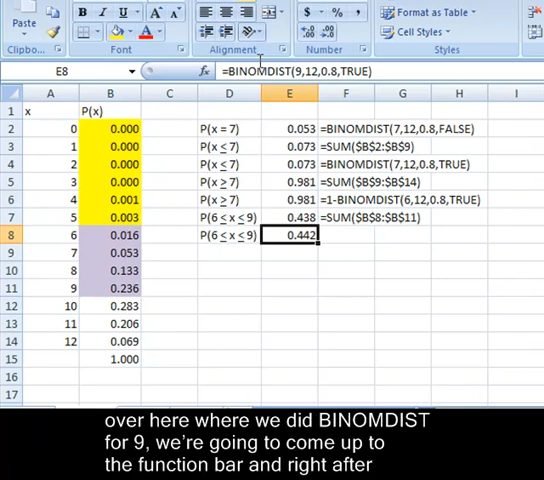 Paste
B I U A A
$ % ,
Format as Table
Cell Styles
Clipbo... Font Alignment Number Styles
E8 fx =BINOMDIST(9,12,0.8,TRUE)
A B C D E F G H I
1 x P(x)
2 0 0.000 P(x = 7) 0.053 =BINOMDIST(7,12,0.8,FALSE)
3 1 0.000 P(x ≤ 7) 0.073 =SUM($B$2:$B$9)
4 2 0.000 P(x ≤ 7) 0.073 =BINOMDIST(7,12,0.8,TRUE)
5 3 0.000 P(x ≥ 7) 0.981 =SUM($B$9:$B$14)
6 4 0.001 P(x ≥ 7) 0.981 =1-BINOMDIST(6,12,0.8,TRUE)
7 5 0.003 P(6 ≤ x ≤ 9) 0.438 =SUM($B$8:$B$11)
8 6 0.016 P(6 ≤ x ≤ 9) 0.442
9 7 0.053
10 8 0.133
11 9 0.236
12 10 0.283
13 11 0.206
14 12 0.069
15 1.000
16
17
over here where we did BINOMDIST
for 9, we're going to come up to
the function bar and right after